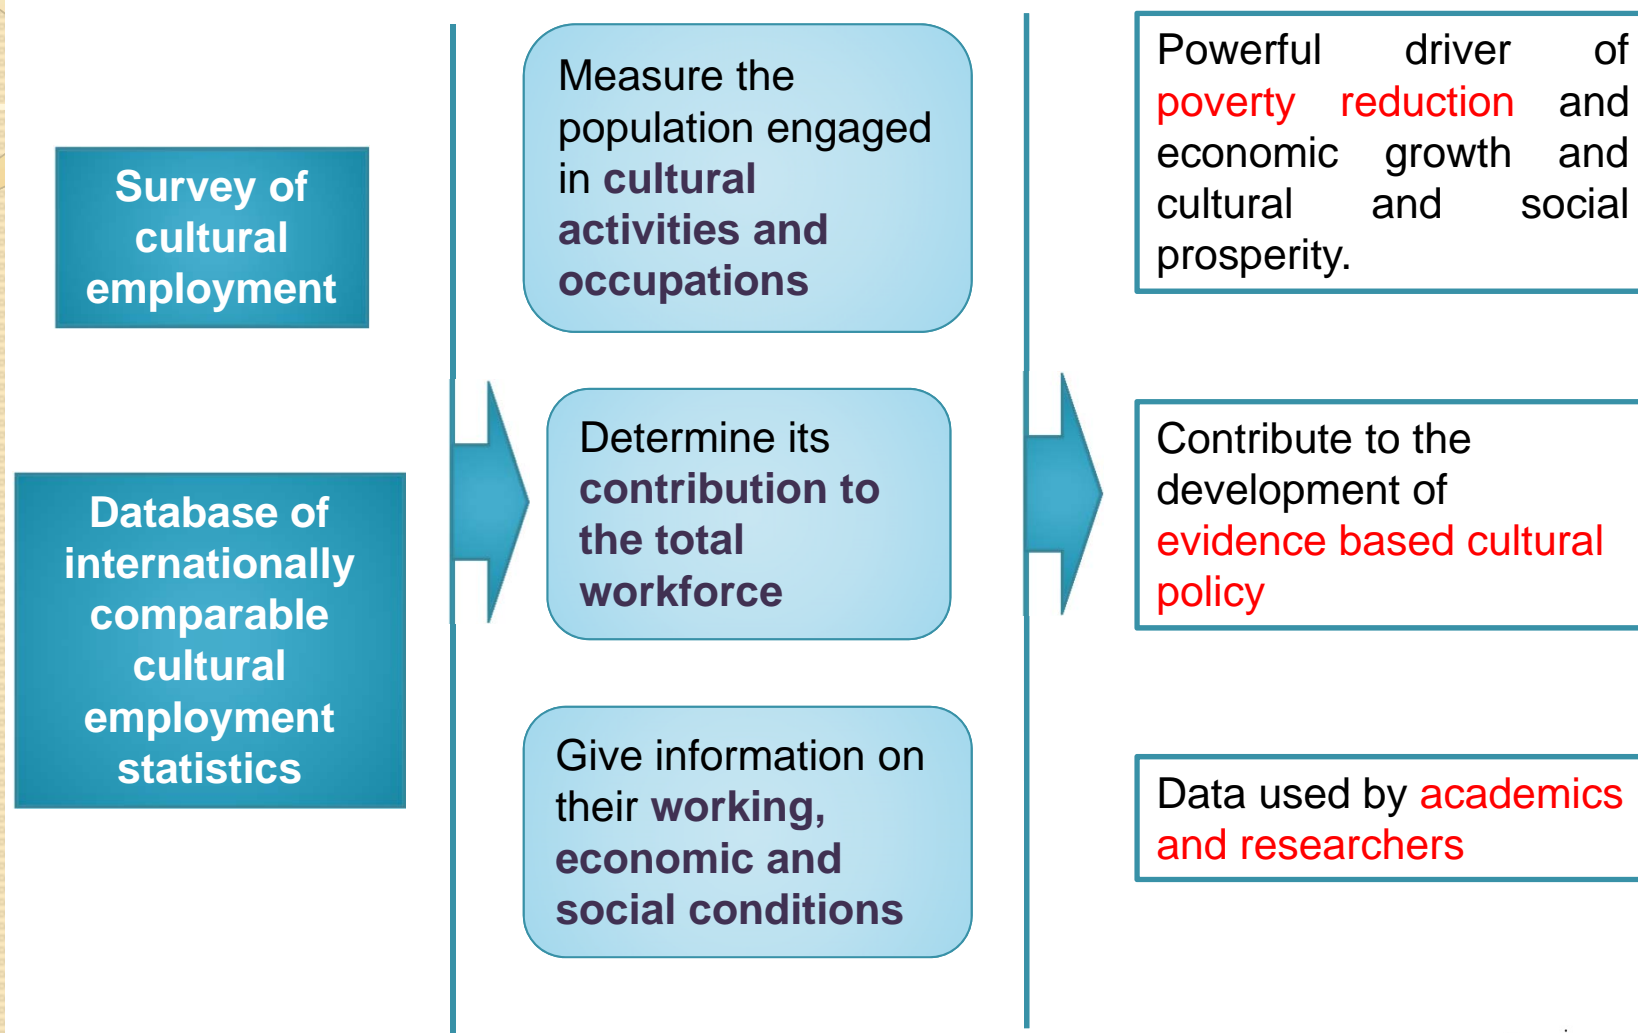 Survey of
cultural
employment
Database of
internationally
comparable
cultural
employment
statistics
Measure the
population engaged
in cultural
activities and
occupations
Determine its
contribution to
the total
workforce
Give information on
their working,
economic and
social conditions
Powerful driver of
poverty reduction and
economic growth and
cultural and social
prosperity.
Contribute to the
development of
evidence based cultural
policy
Data used by academics
and researchers